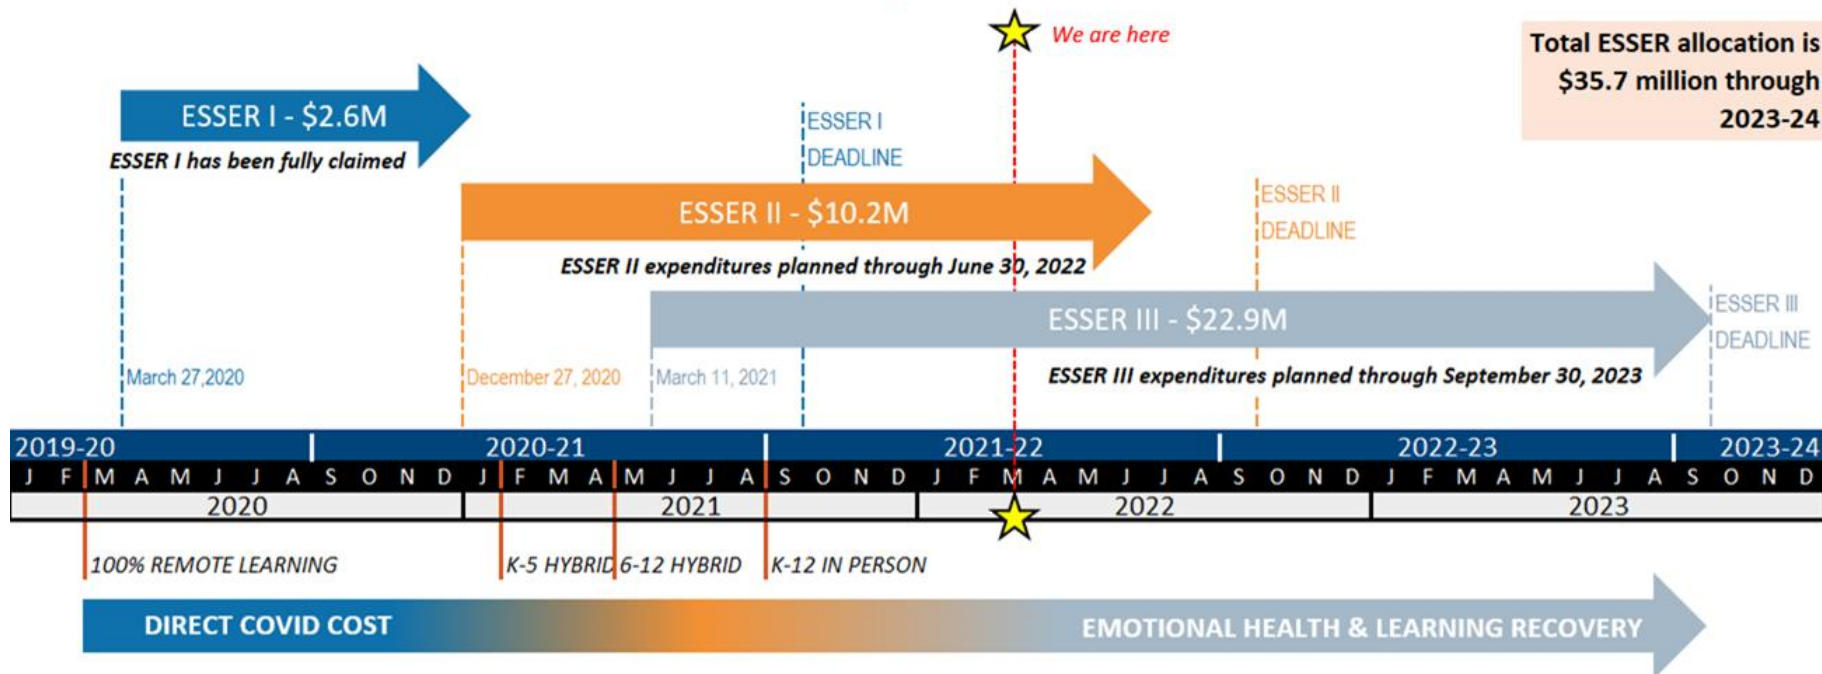 We are here
Total ESSER allocation is
$35.7 million through
2023-24
ESSER I - $2.6M
ESSER I has been fully claimed
ESSER I
DEADLINE
ESSER II - $10.2M
ESSER II
DEADLINE
ESSER II expenditures planned through June 30, 2022
ESSER III - $22.9M
ESSER III
DEADLINE
March 27,2020
December 27, 2020
March 11, 2021
ESSER III expenditures planned through September 30, 2023
2019-20 2020-21 2021-22 2022-23 2023-24
J F M A M J J A S O N D J F M A M J J A S O N D J F M A M J J A S O N D J F M A M J J A S O N D
2020 2021 2022 2023
100% REMOTE LEARNING
K-5 HYBRID
6-12 HYBRID
K-12 IN PERSON
DIRECT COVID COST
EMOTIONAL HEALTH & LEARNING RECOVERY